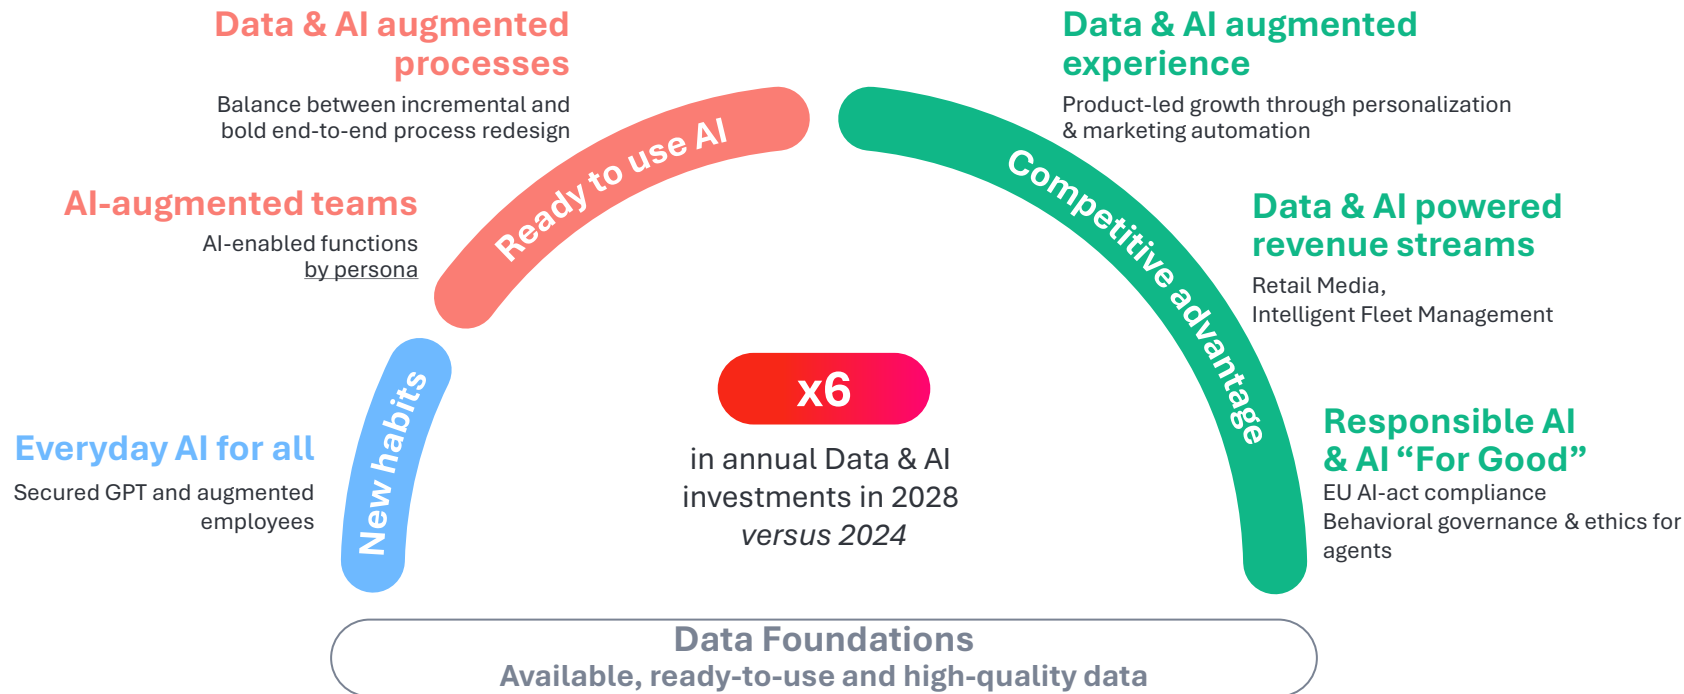 Data & AI augmented
processes
Balance between incremental and
bold end-to-end process redesign
AI-augmented teams
AI-enabled functions
by persona
Everyday AI for all
Secured GPT and augmented
employees
New habits
Ready to use AI
Competitive advantage
Data & AI augmented
experience
Product-led growth through personalization
& marketing automation
Data & AI powered
revenue streams
Retail Media,
Intelligent Fleet Management
Responsible AI
& AI “For Good”
EU AI-act compliance
Behavioral governance & ethics for
agents
x6
in annual Data & AI
investments in 2028
versus 2024
Data Foundations
Available, ready-to-use and high-quality data